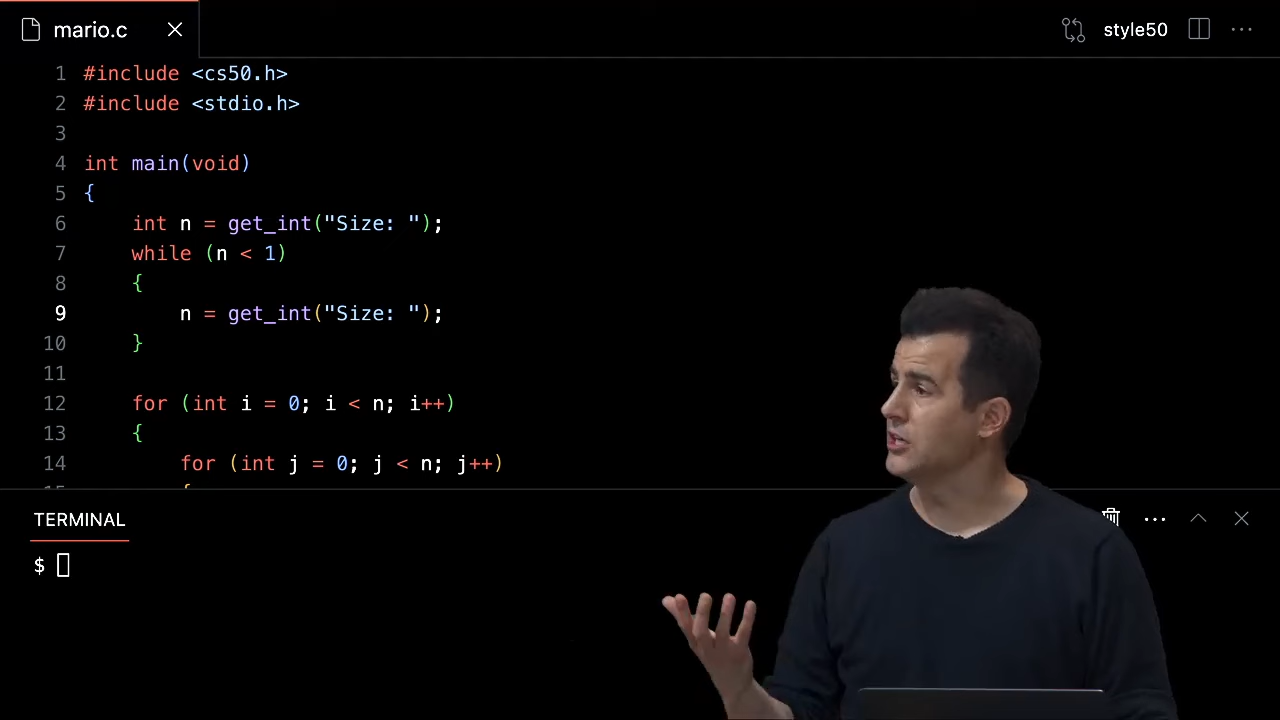 mario.c
style50
1 #include <cs50.h>
2 #include <stdio.h>
3
4 int main(void)
5 {
6     int n = get_int("Size: ");
7     while (n < 1)
8     {
9         n = get_int("Size: ");
10     }
11
12     for (int i = 0; i < n; i++)
13     {
14         for (int j = 0; j < n; j++)
TERMINAL
$